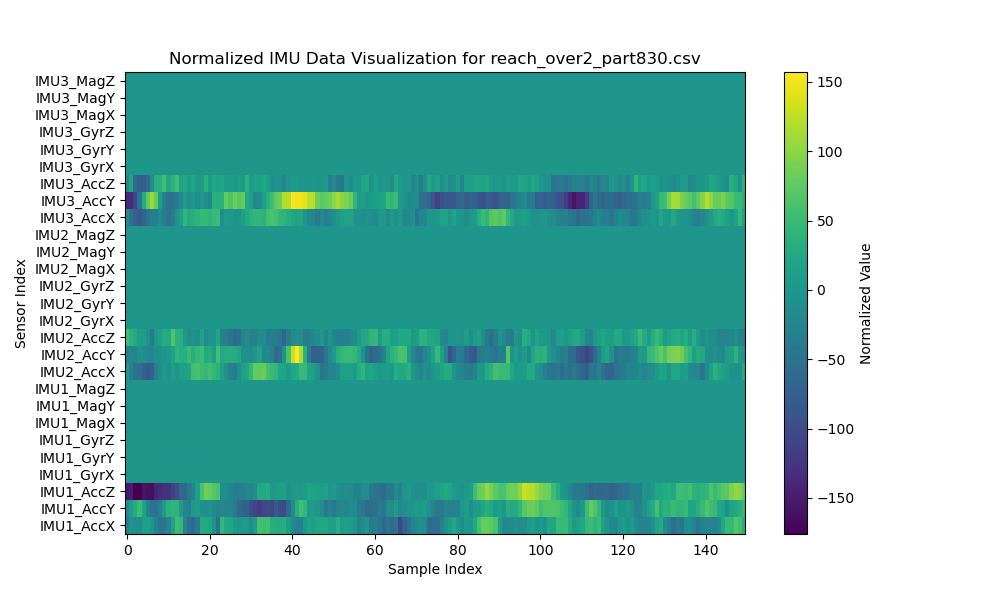 Normalized IMU Data Visualization for reach_over2_part830.csv
IMU3_MagZ
IMU3_MagY
IMU3_MagX
IMU3_GyrZ
IMU3_GyrY
IMU3_GyrX
IMU3_AccZ
IMU3_AccY
IMU3_AccX
IMU2_MagZ
IMU2_MagY
IMU2_MagX
IMU2_GyrZ
IMU2_GyrY
IMU2_GyrX
IMU2_AccZ
IMU2_AccY
IMU2_AccX
IMU1_MagZ
IMU1_MagY
IMU1_MagX
IMU1_GyrZ
IMU1_GyrY
IMU1_GyrX
IMU1_AccZ
IMU1_AccY
IMU1_AccX
Sensor Index
0 20 40 60 80 100 120 140
Sample Index
150
100
50
0
−50
−100
−150
Normalized Value